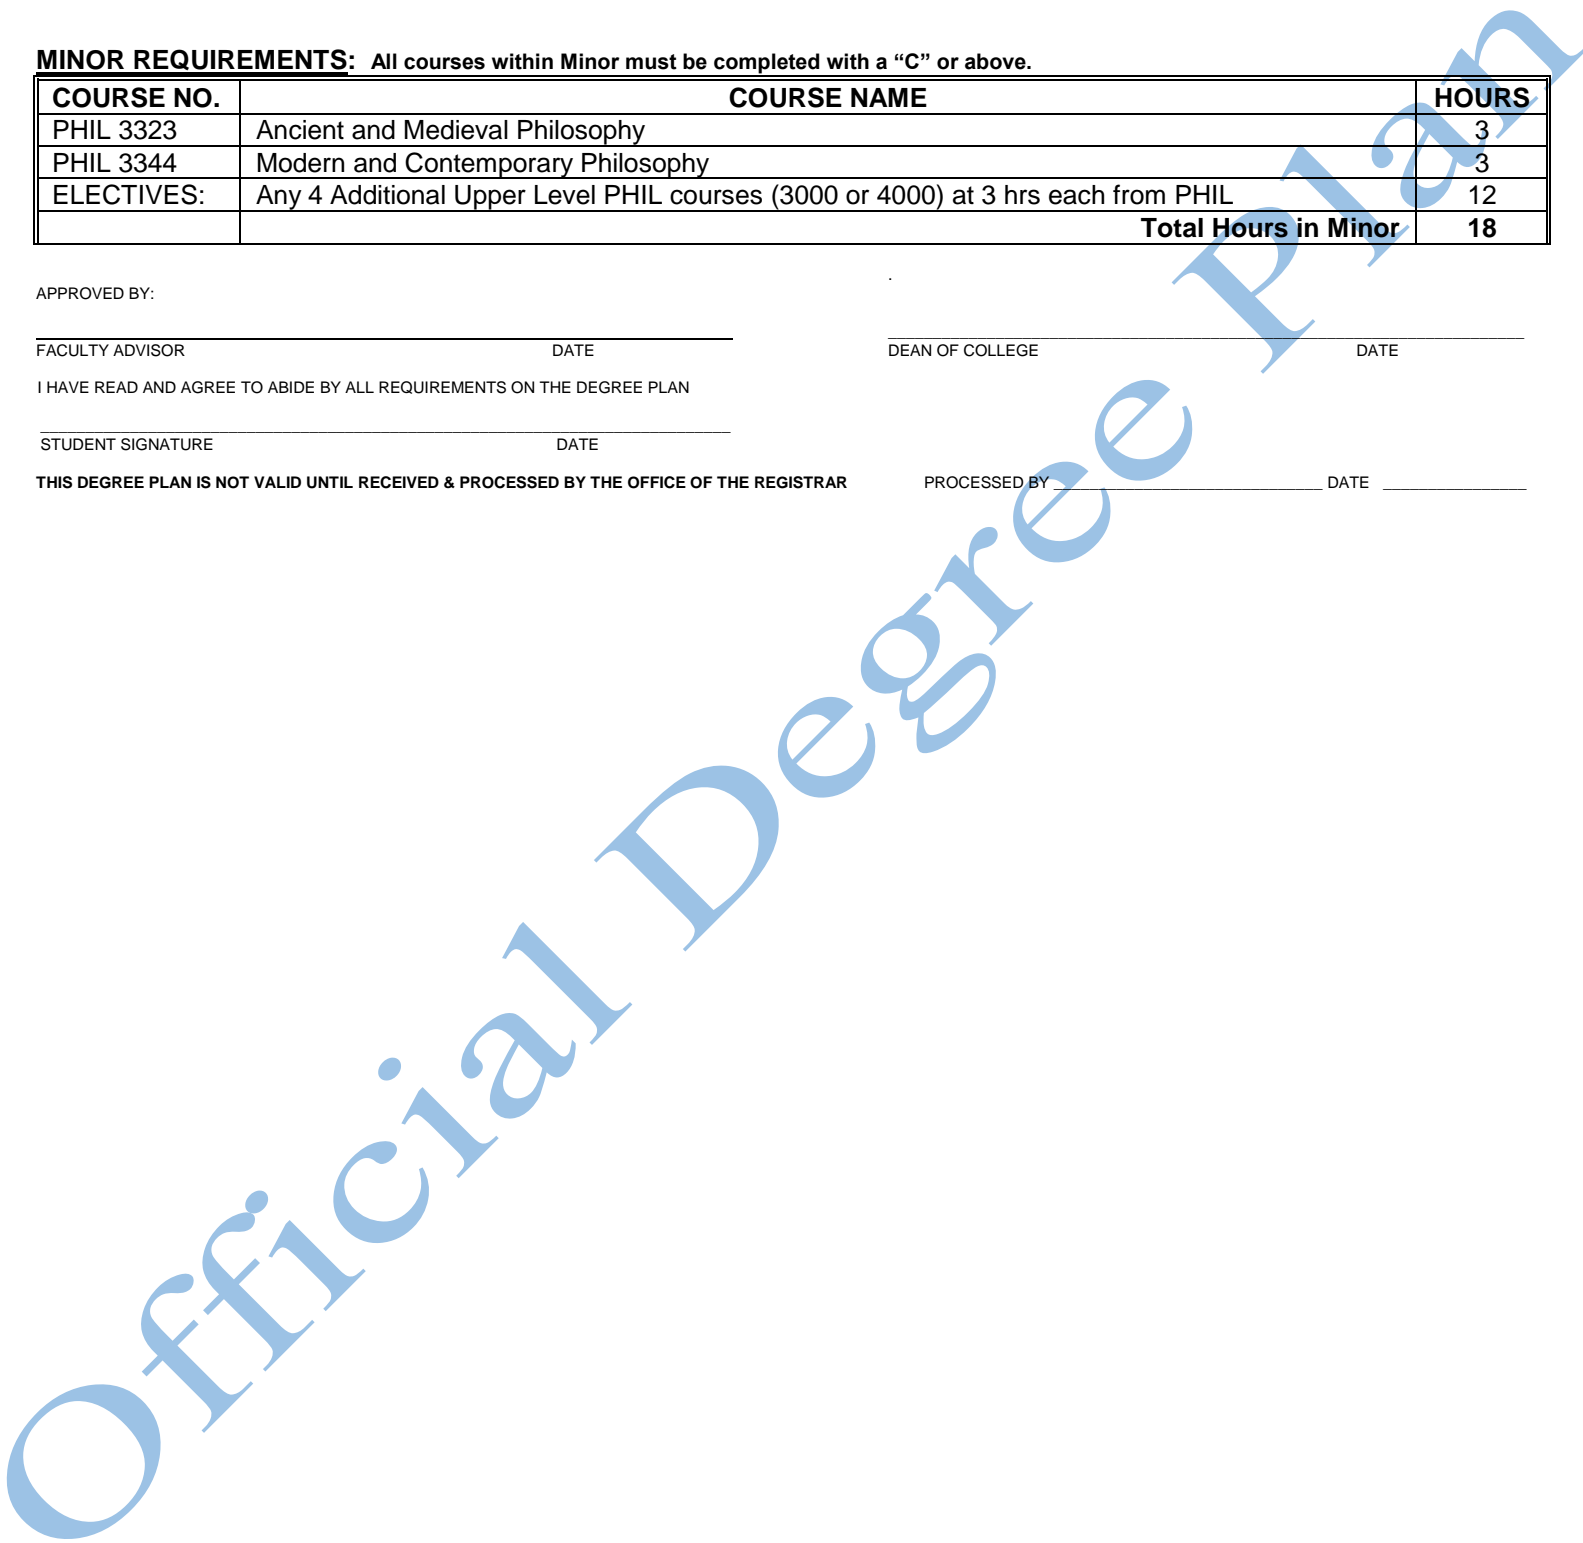 MINOR REQUIREMENTS: All courses within Minor must be completed with a “C” or above.
COURSE NO. COURSE NAME HOURS
PHIL 3323 Ancient and Medieval Philosophy 3
PHIL 3344 Modern and Contemporary Philosophy 3
ELECTIVES: Any 4 Additional Upper Level PHIL courses (3000 or 4000) at 3 hrs each from PHIL 12
Total Hours in Minor 18
.
APPROVED BY:
FACULTY ADVISOR DATE DEAN OF COLLEGE DATE
I HAVE READ AND AGREE TO ABIDE BY ALL REQUIREMENTS ON THE DEGREE PLAN
STUDENT SIGNATURE DATE
THIS DEGREE PLAN IS NOT VALID UNTIL RECEIVED & PROCESSED BY THE OFFICE OF THE REGISTRAR PROCESSED BY ______________________________ DATE ________________
Official Degree Plan